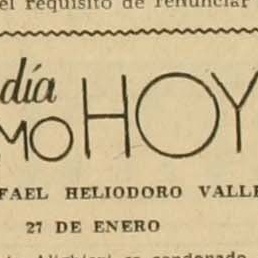 el requisito de renunciar
día
MO HOY
FAEL HELIODORO VALLE
27 DE ENERO